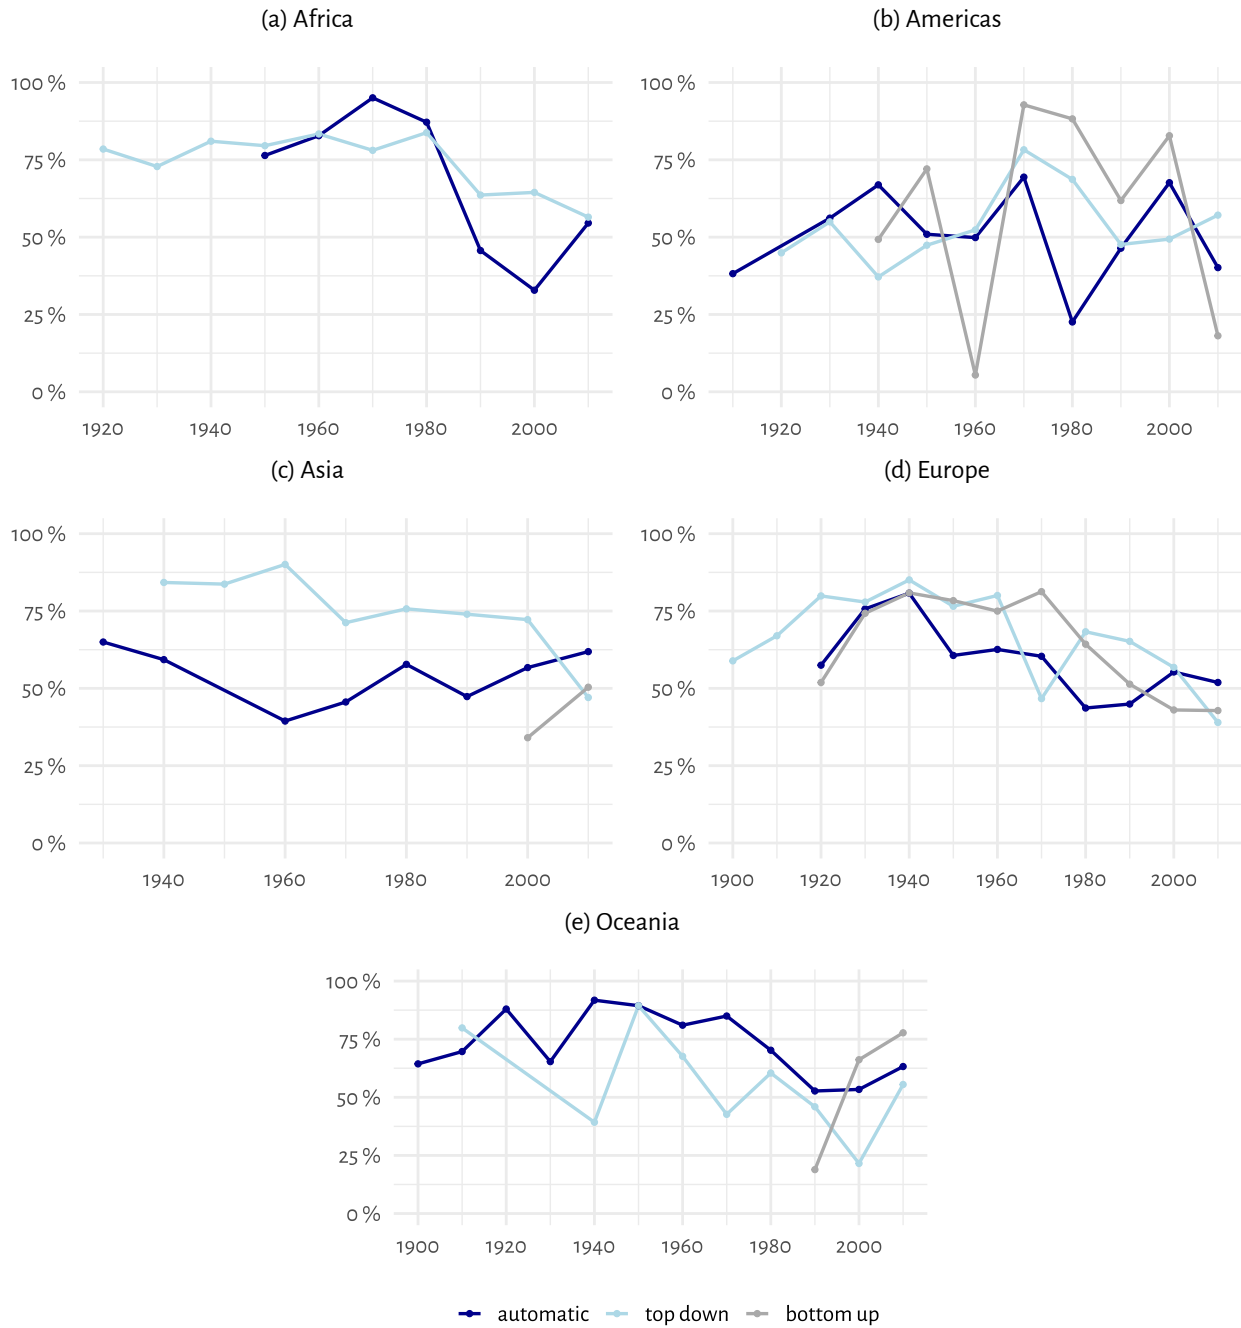 (a) Africa
(b) Americas
100 %
75 %
50 %
25 %
0 %
1920 1940 1960 1980 2000
100 %
75 %
50 %
25 %
0 %
1920 1940 1960 1980 2000
(c) Asia
(d) Europe
100 %
75 %
50 %
25 %
0 %
1940 1960 1980 2000
100 %
75 %
50 %
25 %
0 %
1900 1920 1940 1960 1980 2000
(e) Oceania
100 %
75 %
50 %
25 %
0 %
1900 1920 1940 1960 1980 2000
automatic top down bottom up